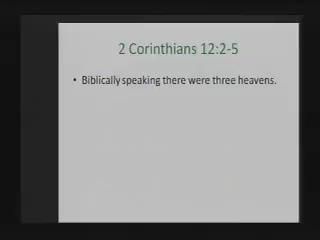 2 Corinthians 12:2-5
• Biblically speaking there were three heavens.